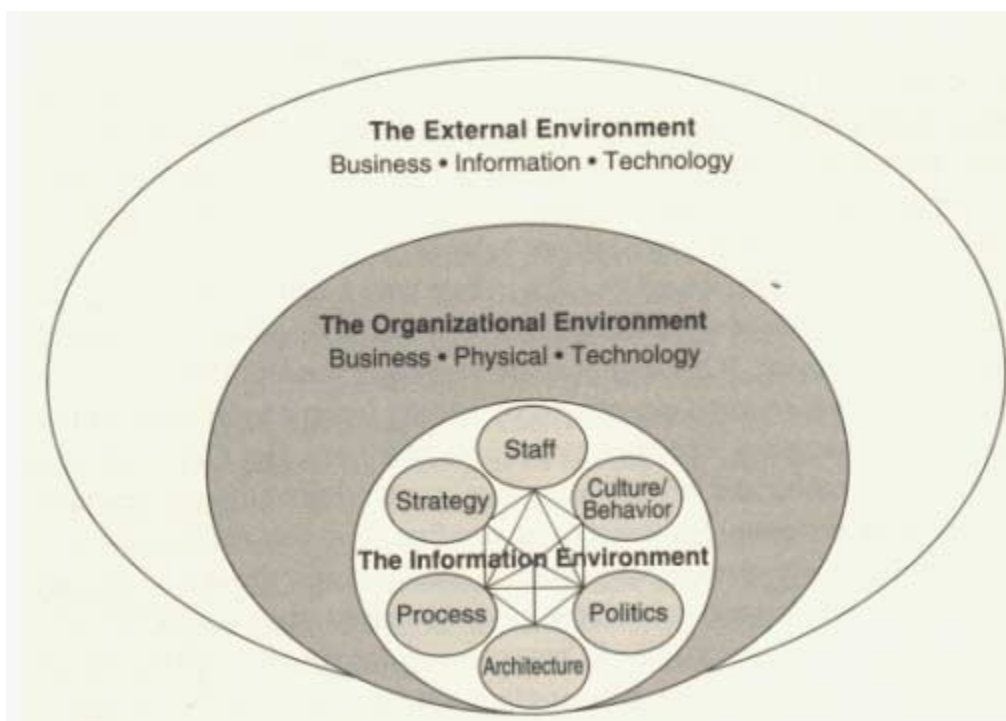 The External Environment
Business • Information • Technology
The Organizational Environment
Business • Physical • Technology
Staff
Strategy
Culture/
Behavior
The Information Environment
Process
Politics
Architecture